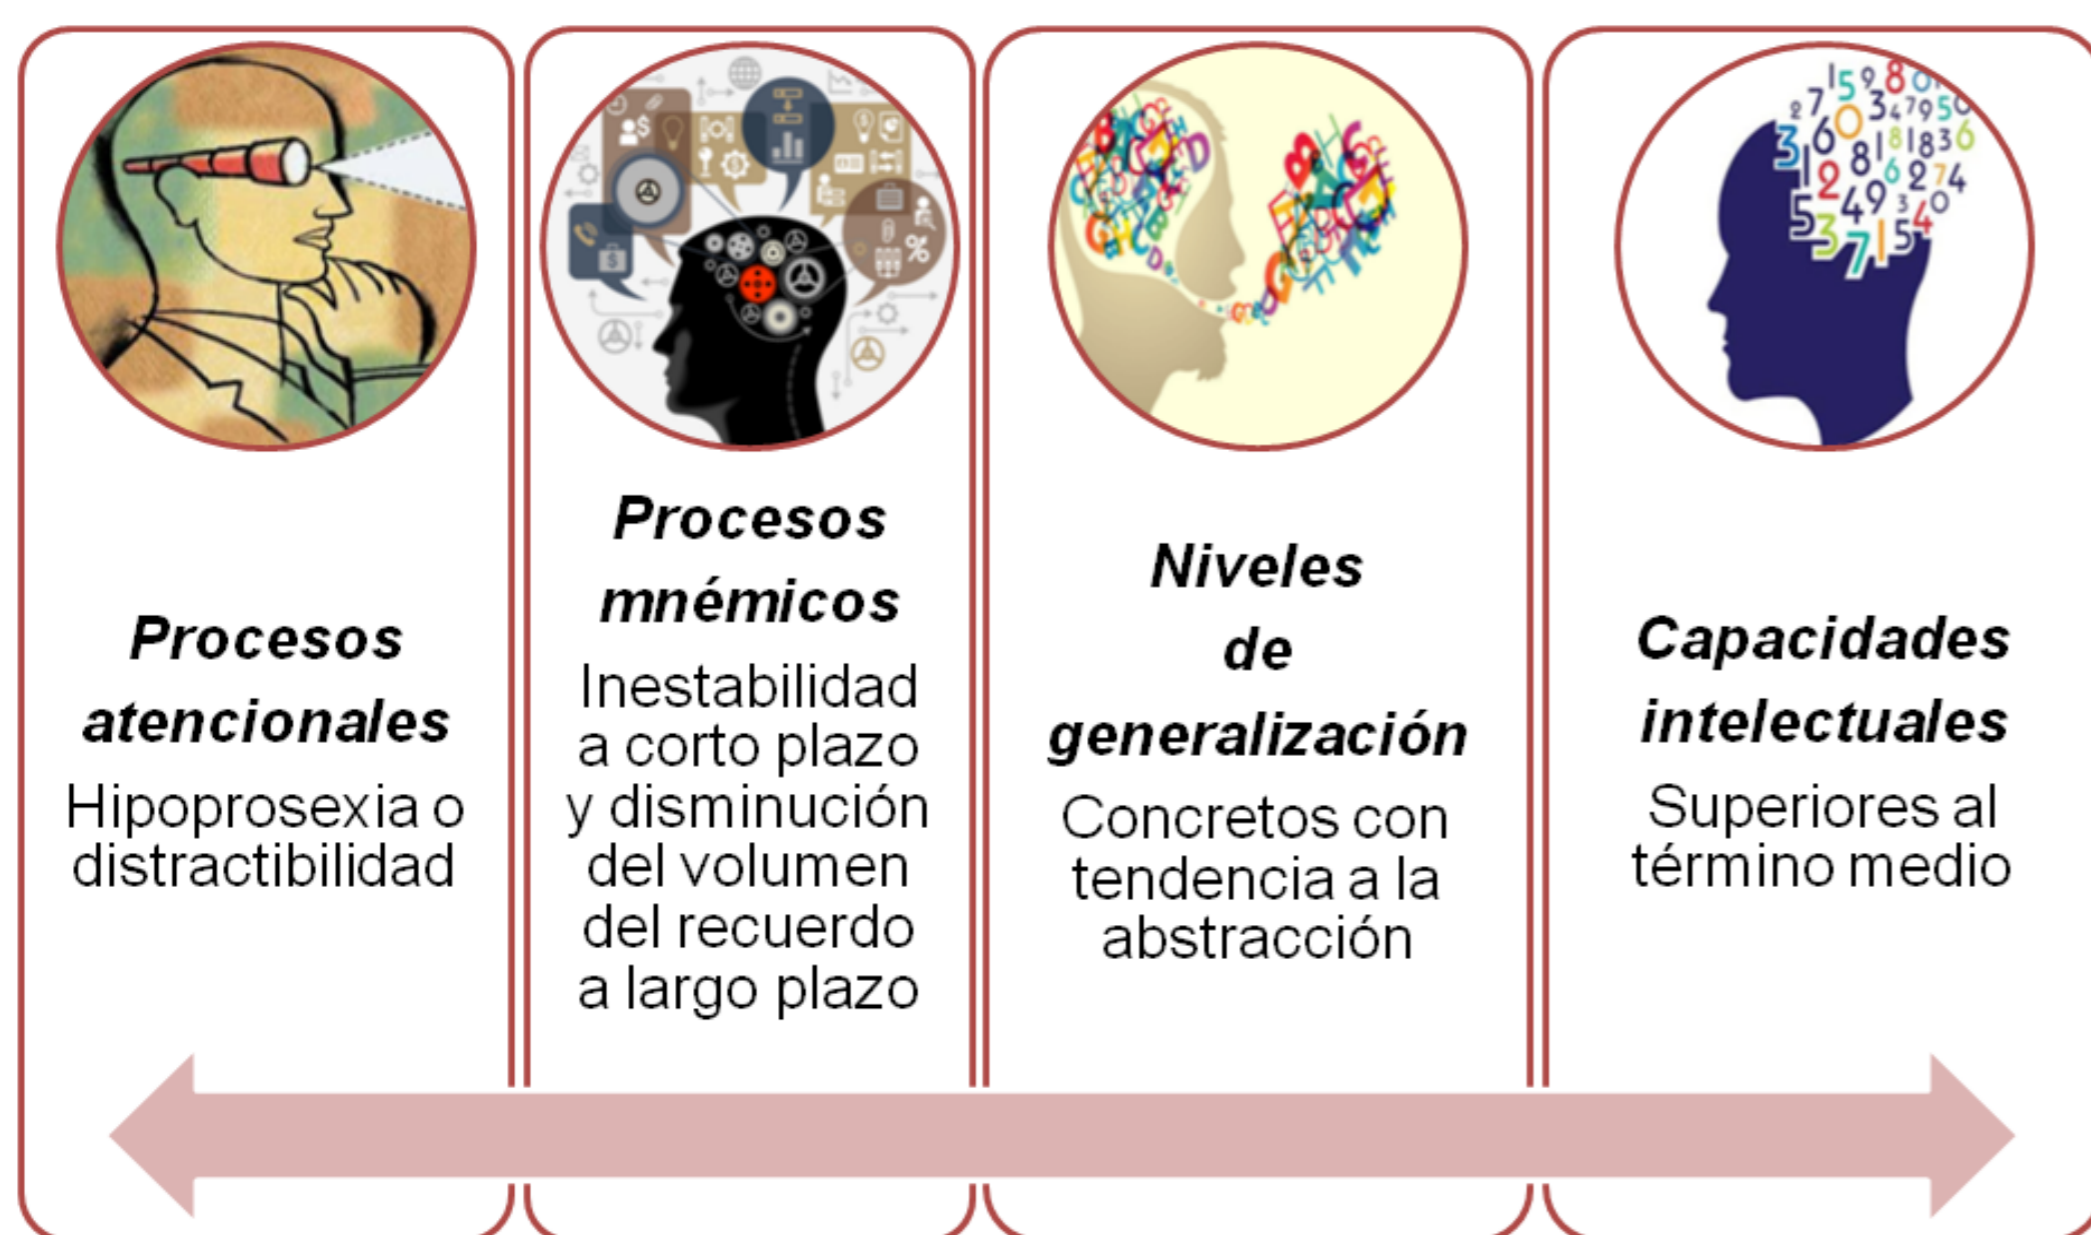 Procesos
atencionales
Hipoprosexia o
distractibilidad
Procesos
mnémicos
Inestabilidad
a corto plazo
y disminución
del volumen
del recuerdo
a largo plazo
Niveles
de
generalización
Concretos con
tendencia a la
abstracción
Capacidades
intelectuales
Superiores al
término medio